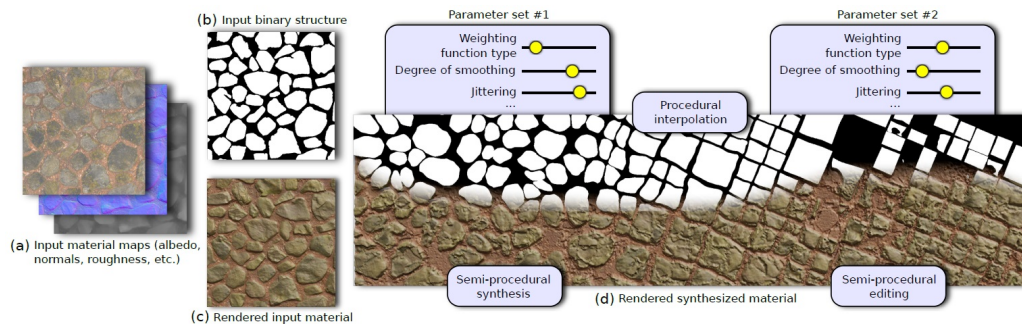 (b) Input binary structure
(a) Input material maps (albedo,
normals, roughness, etc.)
(c) Rendered input material
Parameter set #1
Weighting
function type
Degree of smoothing
Jittering
...
Procedural
interpolation
Parameter set #2
Weighting
function type
Degree of smoothing
Jittering
...
Semi-procedural
synthesis
(d) Rendered synthesized material
Semi-procedural
editing